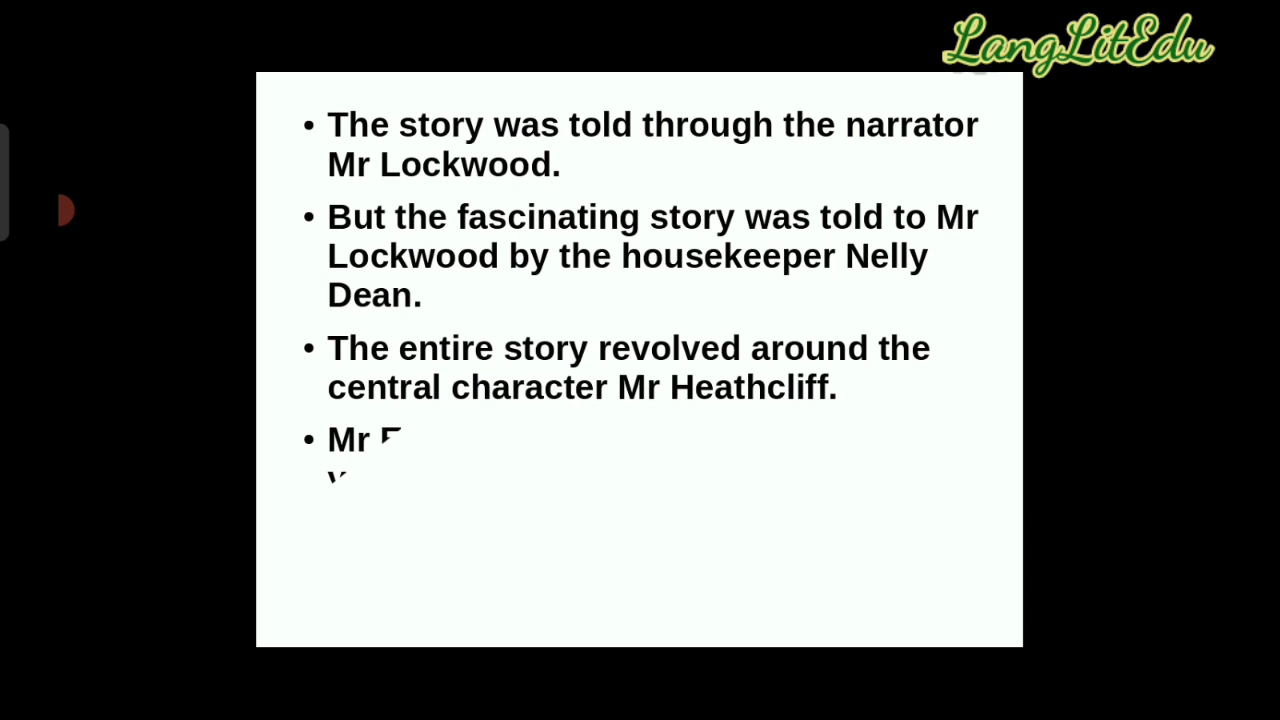 LangLitEdu
• The story was told through the narrator
Mr Lockwood.
• But the fascinating story was told to Mr
Lockwood by the housekeeper Nelly
Dean.
• The entire story revolved around the
central character Mr Heathcliff.
• Mr